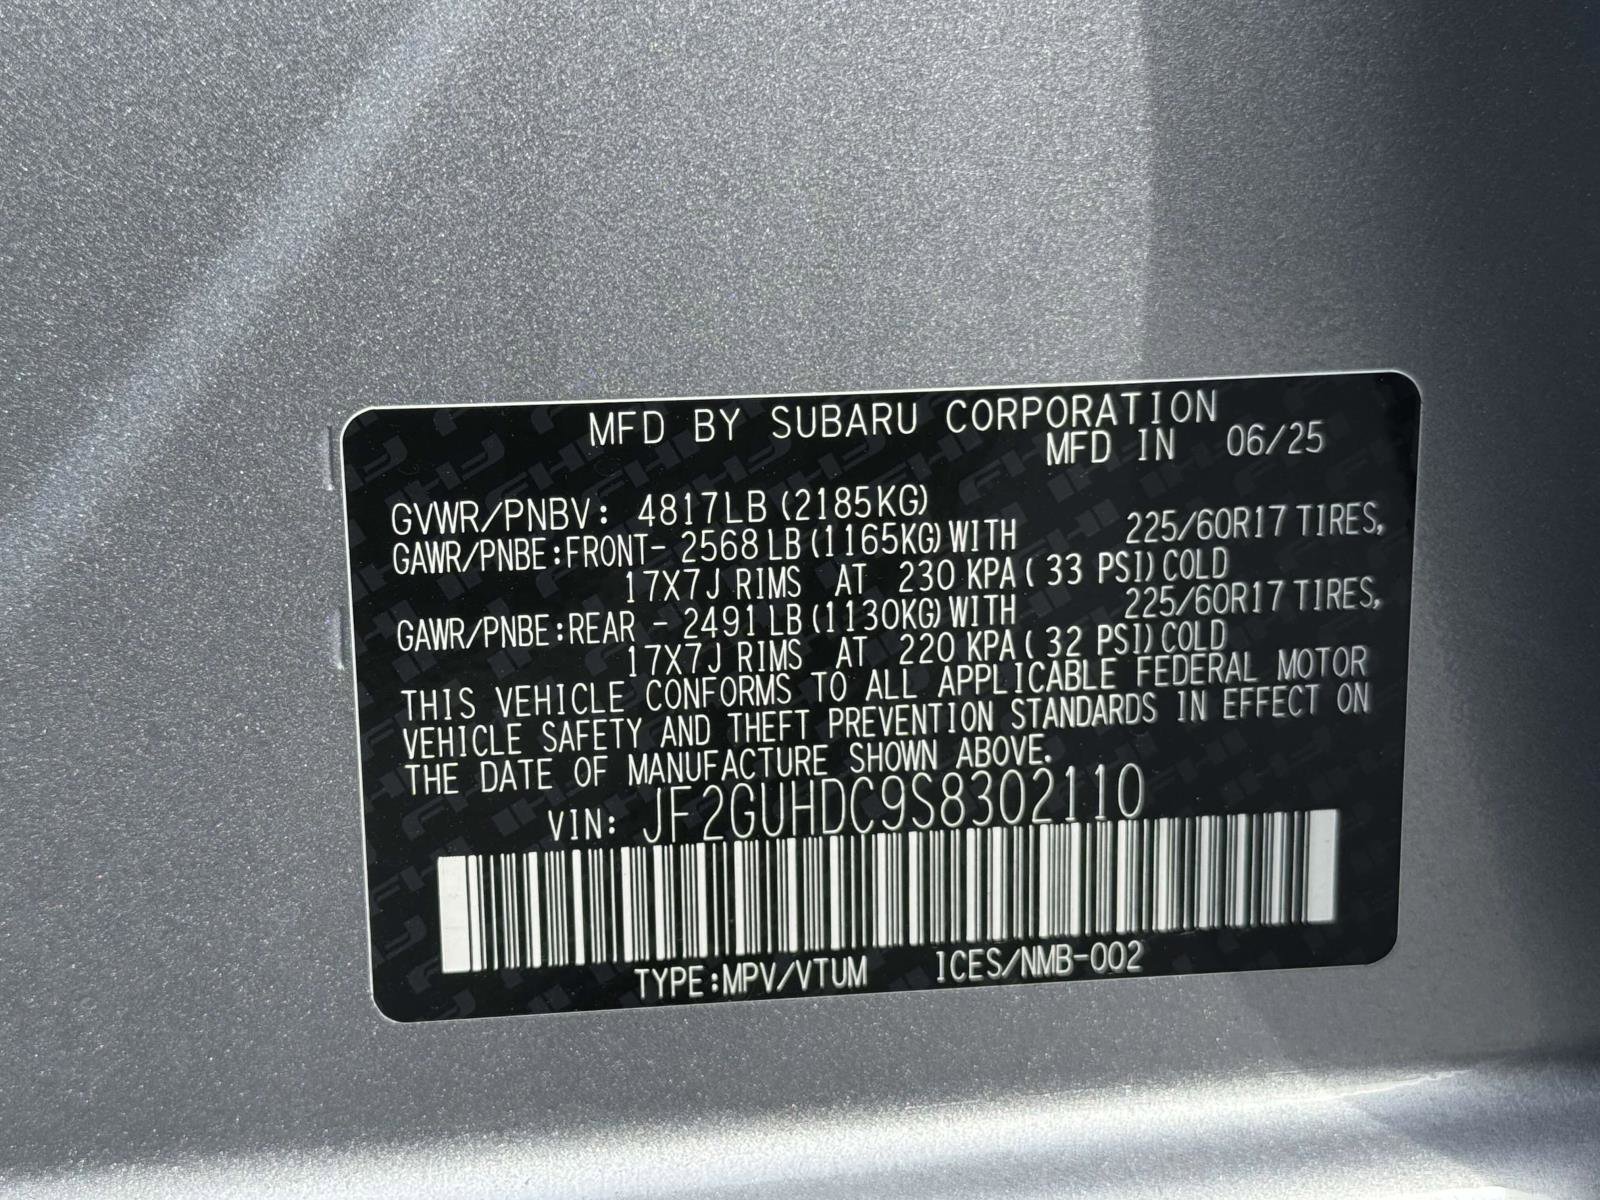 MFD BY SUBARU CORPORATION
MFD IN 06/25
GVWR/PNBV: 4817LB (2185KG)
GAWR/PNBE:FRONT- 2568 LB (1165KG) WITH 225/60R17 TIRES,
17X7J RIMS AT 230 KPA ( 33 PSI) COLD
GAWR/PNBE:REAR - 2491 LB (1130KG) WITH 225/60R17 TIRES,
17X7J RIMS AT 220 KPA ( 32 PSI) COLD
THIS VEHICLE CONFORMS TO ALL APPLICABLE FEDERAL MOTOR
VEHICLE SAFETY AND THEFT PREVENTION STANDARDS IN EFFECT ON
THE DATE OF MANUFACTURE SHOWN ABOVE.
VIN: JF2GUHDC9S8302110
TYPE:MPV/VTUM ICES/NMB-002